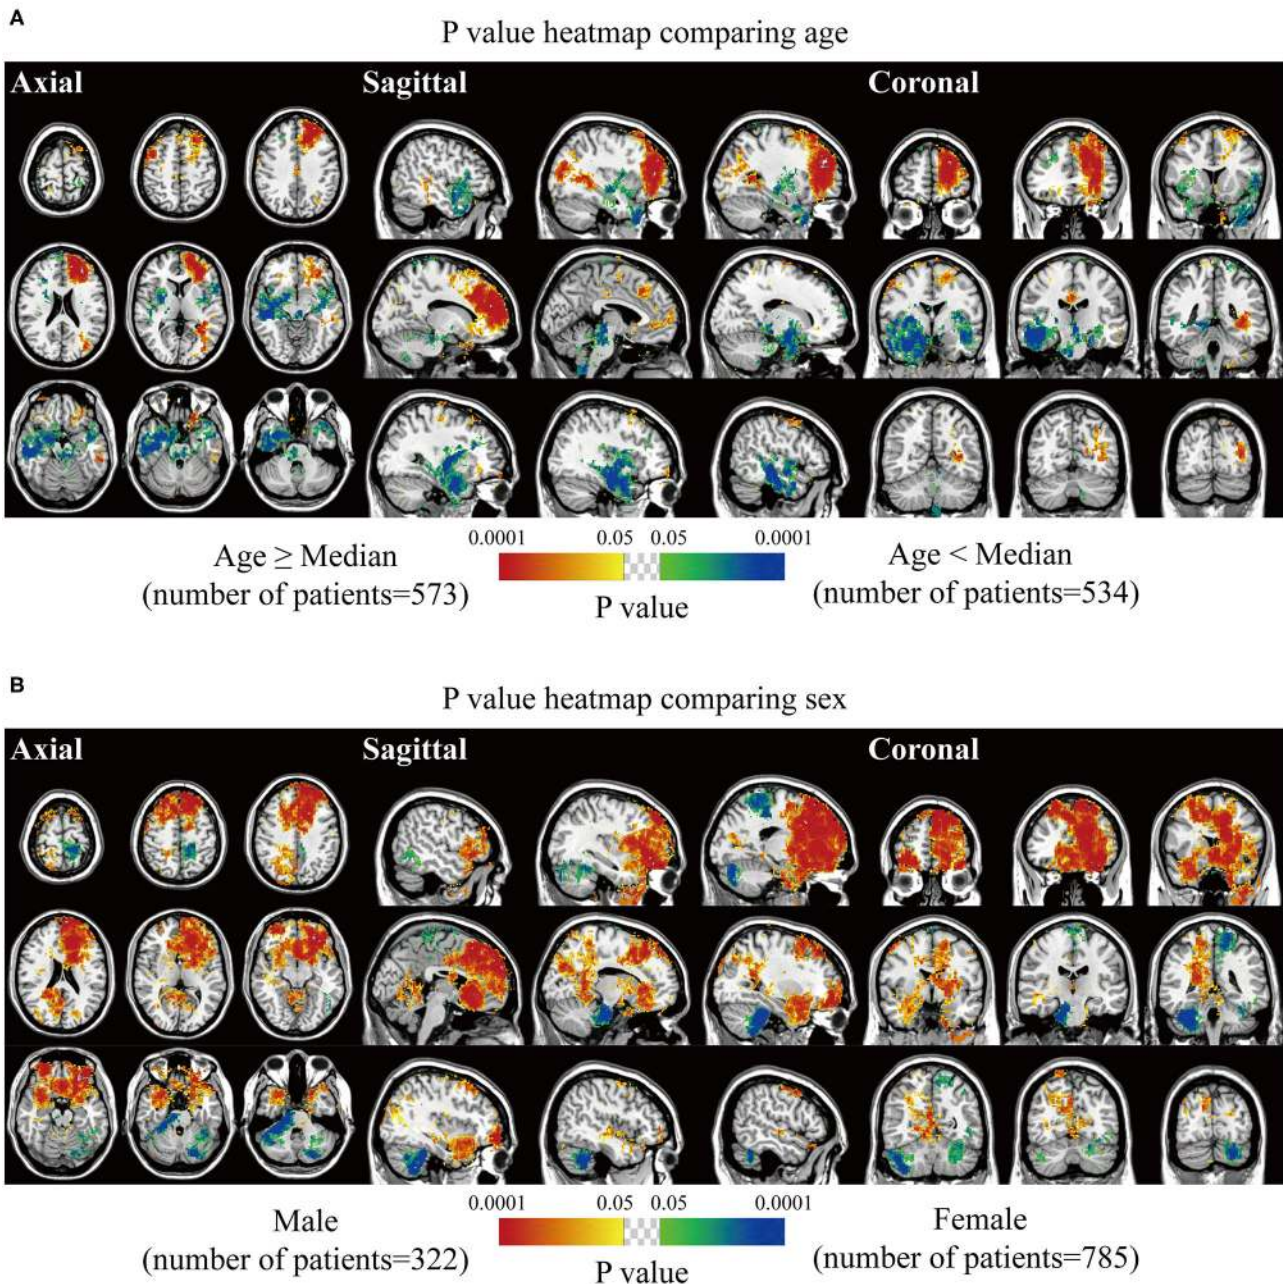 A
P value heatmap comparing age
Axial
Sagittal
Coronal
0.0001 0.05 0.05 0.0001
Age ≥ Median
(number of patients=573)
P value
Age < Median
(number of patients=534)
B
P value heatmap comparing sex
Axial
Sagittal
Coronal
0.0001 0.05 0.05 0.0001
Male
(number of patients=322)
P value
Female
(number of patients=785)